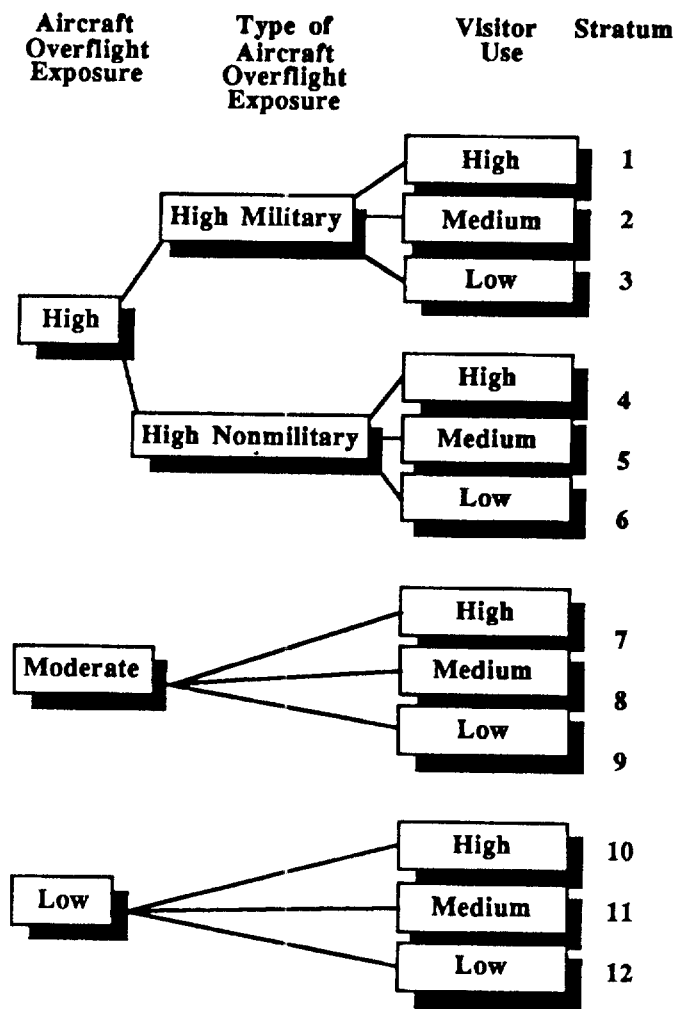 Aircraft
Overflight
Exposure
Type of
Aircraft
Overflight
Exposure
Visitor
Use
Stratum
High 1
High Military
Medium 2
Low 3
High
High 4
High Nonmilitary
Medium 5
Low 6
High 7
Moderate
Medium 8
Low 9
High 10
Low
Medium 11
Low 12